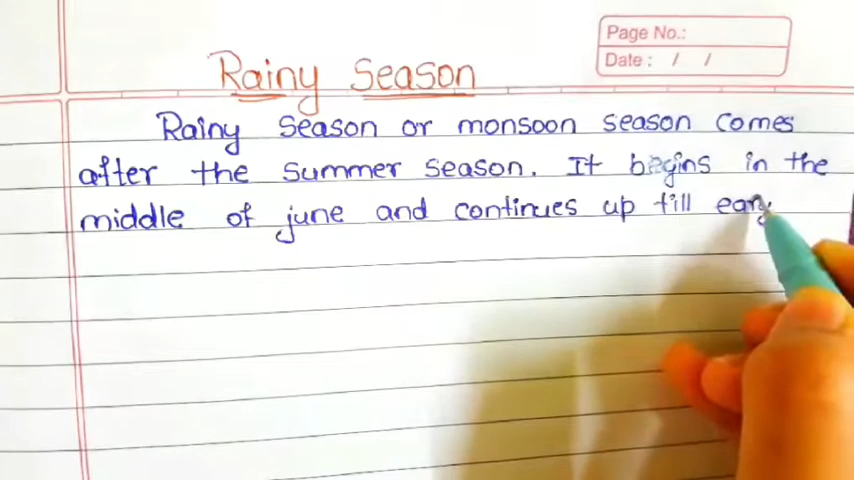 Page No.:
Date : / /
Rainy Season
Rainy season or monsoon season comes
after the summer season. It begins in the
middle of june and continues up till